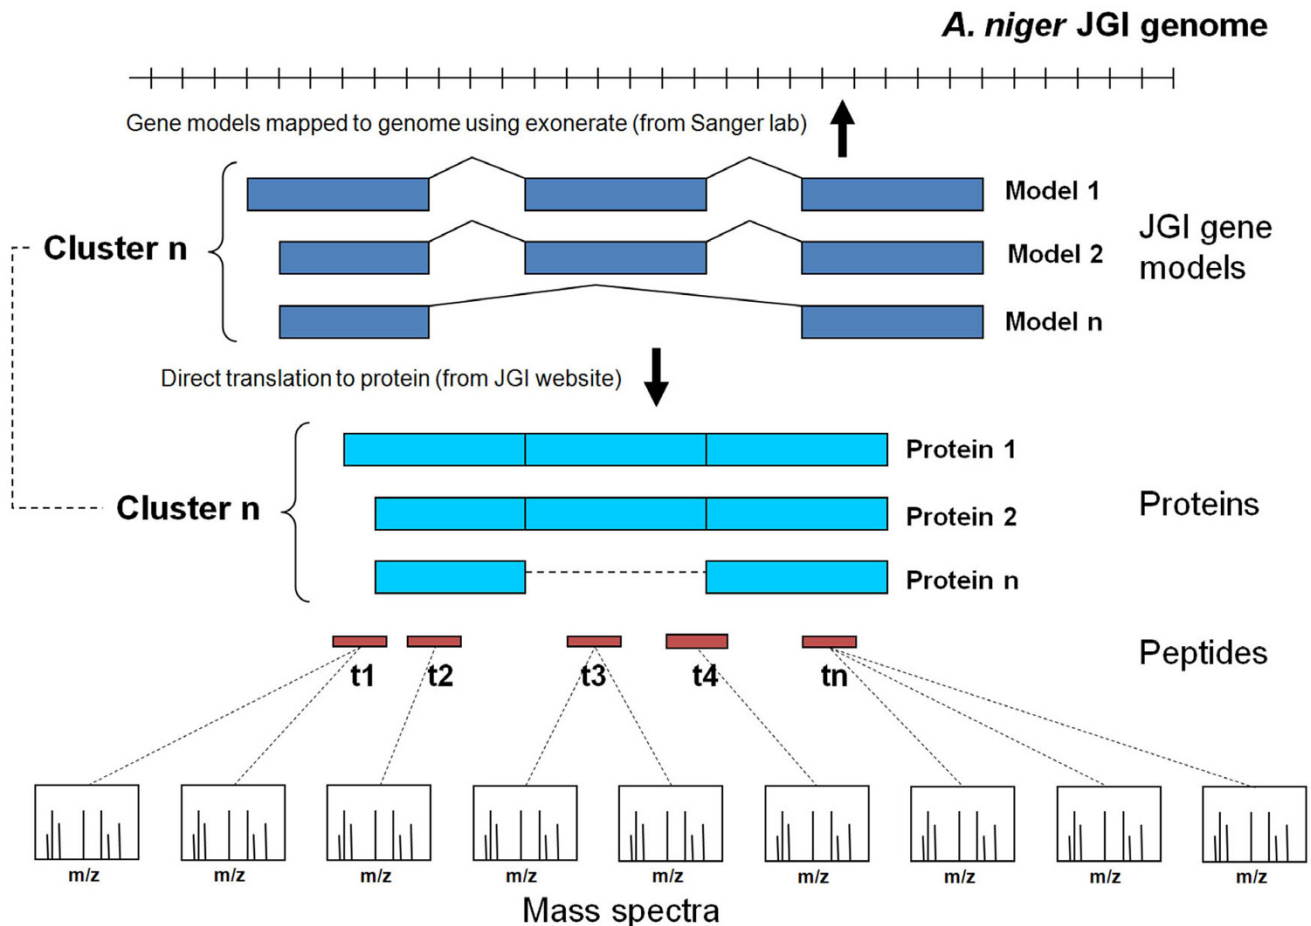 A. niger JGI genome
Gene models mapped to genome using exonerate (from Sanger lab)
Model 1
Cluster n
Model 2
JGI gene
models
Model n
Direct translation to protein (from JGI website)
Protein 1
Cluster n
Protein 2
Proteins
Protein n
Peptides
t1 t2 t3 t4 tn
m/z m/z m/z m/z m/z m/z m/z m/z m/z
Mass spectra